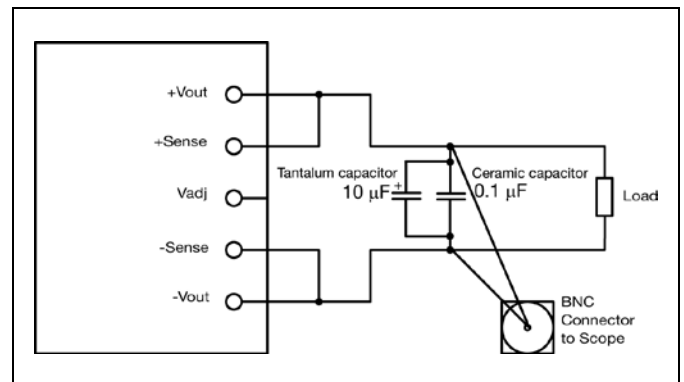 +Vout
+Sense
Vadj
-Sense
-Vout
Tantalum capacitor
10 μF
+
Ceramic capacitor
0.1 μF
Load
BNC
Connector
to Scope